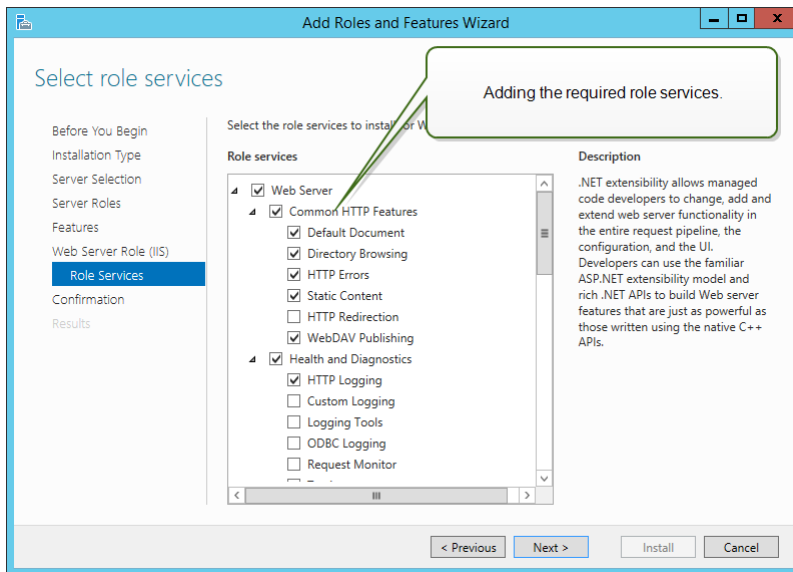 Add Roles and Features Wizard
Adding the required role services.
Select role services
Before You Begin
Installation Type
Server Selection
Server Roles
Features
Web Server Role (IIS)
Role Services
Confirmation
Results
Select the role services to install for W
Role services
Web Server
Common HTTP Features
Default Document
Directory Browsing
HTTP Errors
Static Content
HTTP Redirection
WebDAV Publishing
Health and Diagnostics
HTTP Logging
Custom Logging
Logging Tools
ODBC Logging
Request Monitor
Description
.NET extensibility allows managed
code developers to change, add and
extend web server functionality in
the entire request pipeline, the
configuration, and the UI.
Developers can use the familiar
ASP.NET extensibility model and
rich .NET APIs to build Web server
features that are just as powerful as
those written using the native C++
APIs.
< Previous
Next >
Install
Cancel